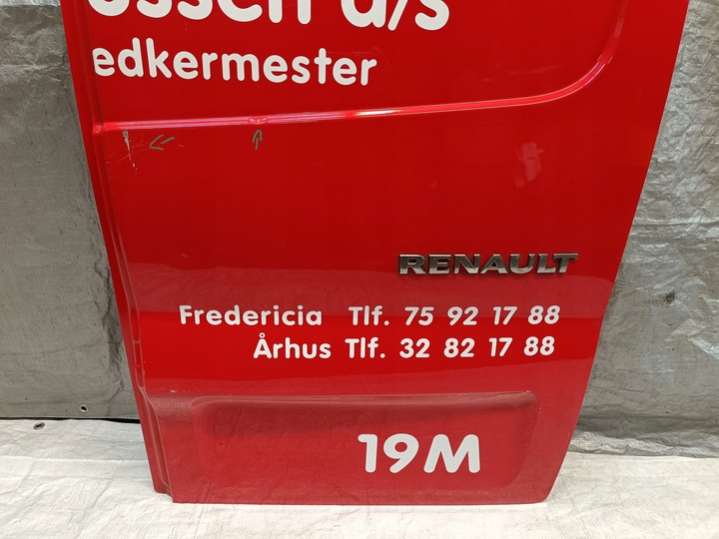 a/s
edkermester
RENAULT
Fredericia Tlf. 75 92 17 88
Århus Tlf. 32 82 17 88
19M